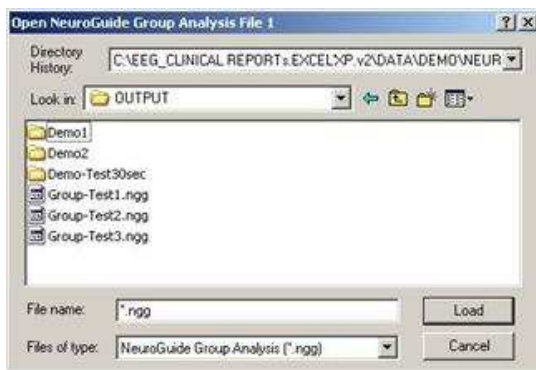 Open NeuroGuide Group Analysis File 1
Directory History: C:\EEG_CLINICAL REPORTs.EXCEL'XP.v2\DATA\DEMO\NEUR
Look in: OUTPUT
Demo1
Demo2
Demo-Test30sec
Group-Test1.ngg
Group-Test2.ngg
Group-Test3.ngg
File name: *.ngg Load
Files of type: NeuroGuide Group Analysis (*.ngg) Cancel